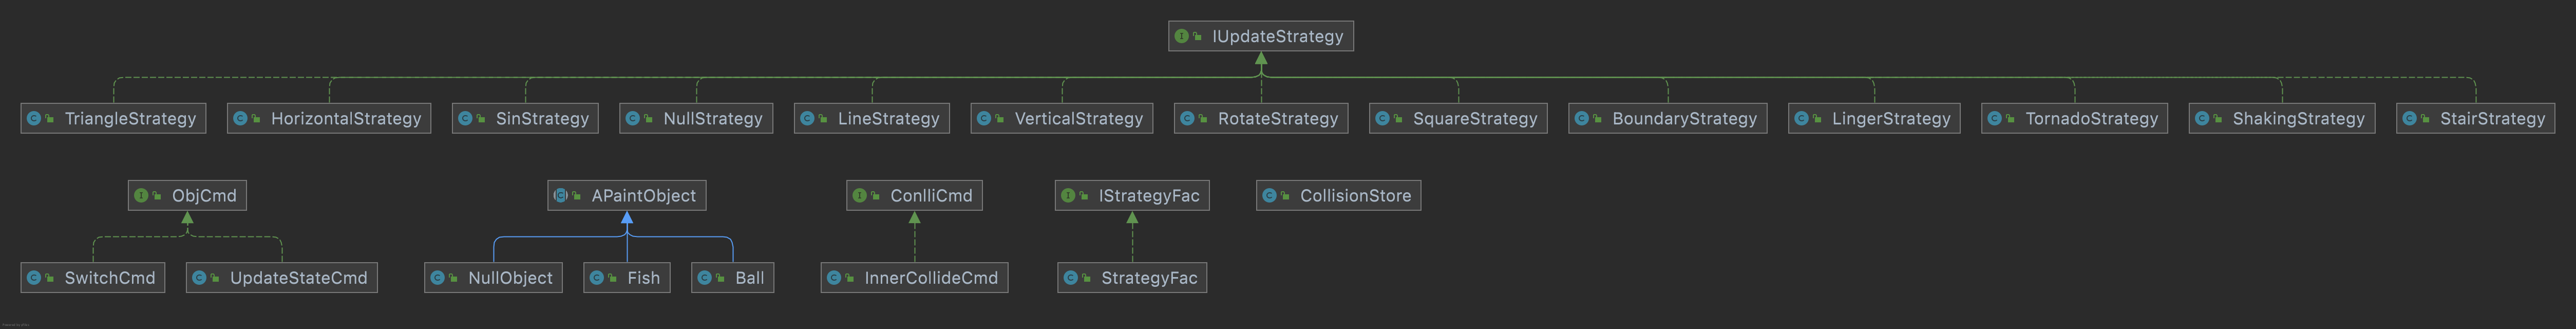 IUpdateStrategy
TriangleStrategy HorizontalStrategy SinStrategy NullStrategy LineStrategy VerticalStrategy RotateStrategy SquareStrategy BoundaryStrategy LingerStrategy TornadoStrategy ShakingStrategy StairStrategy
ObjCmd APaintObject ConlliCmd IStrategyFac CollisionStore
SwitchCmd UpdateStateCmd NullObject Fish Ball InnerCollideCmd StrategyFac